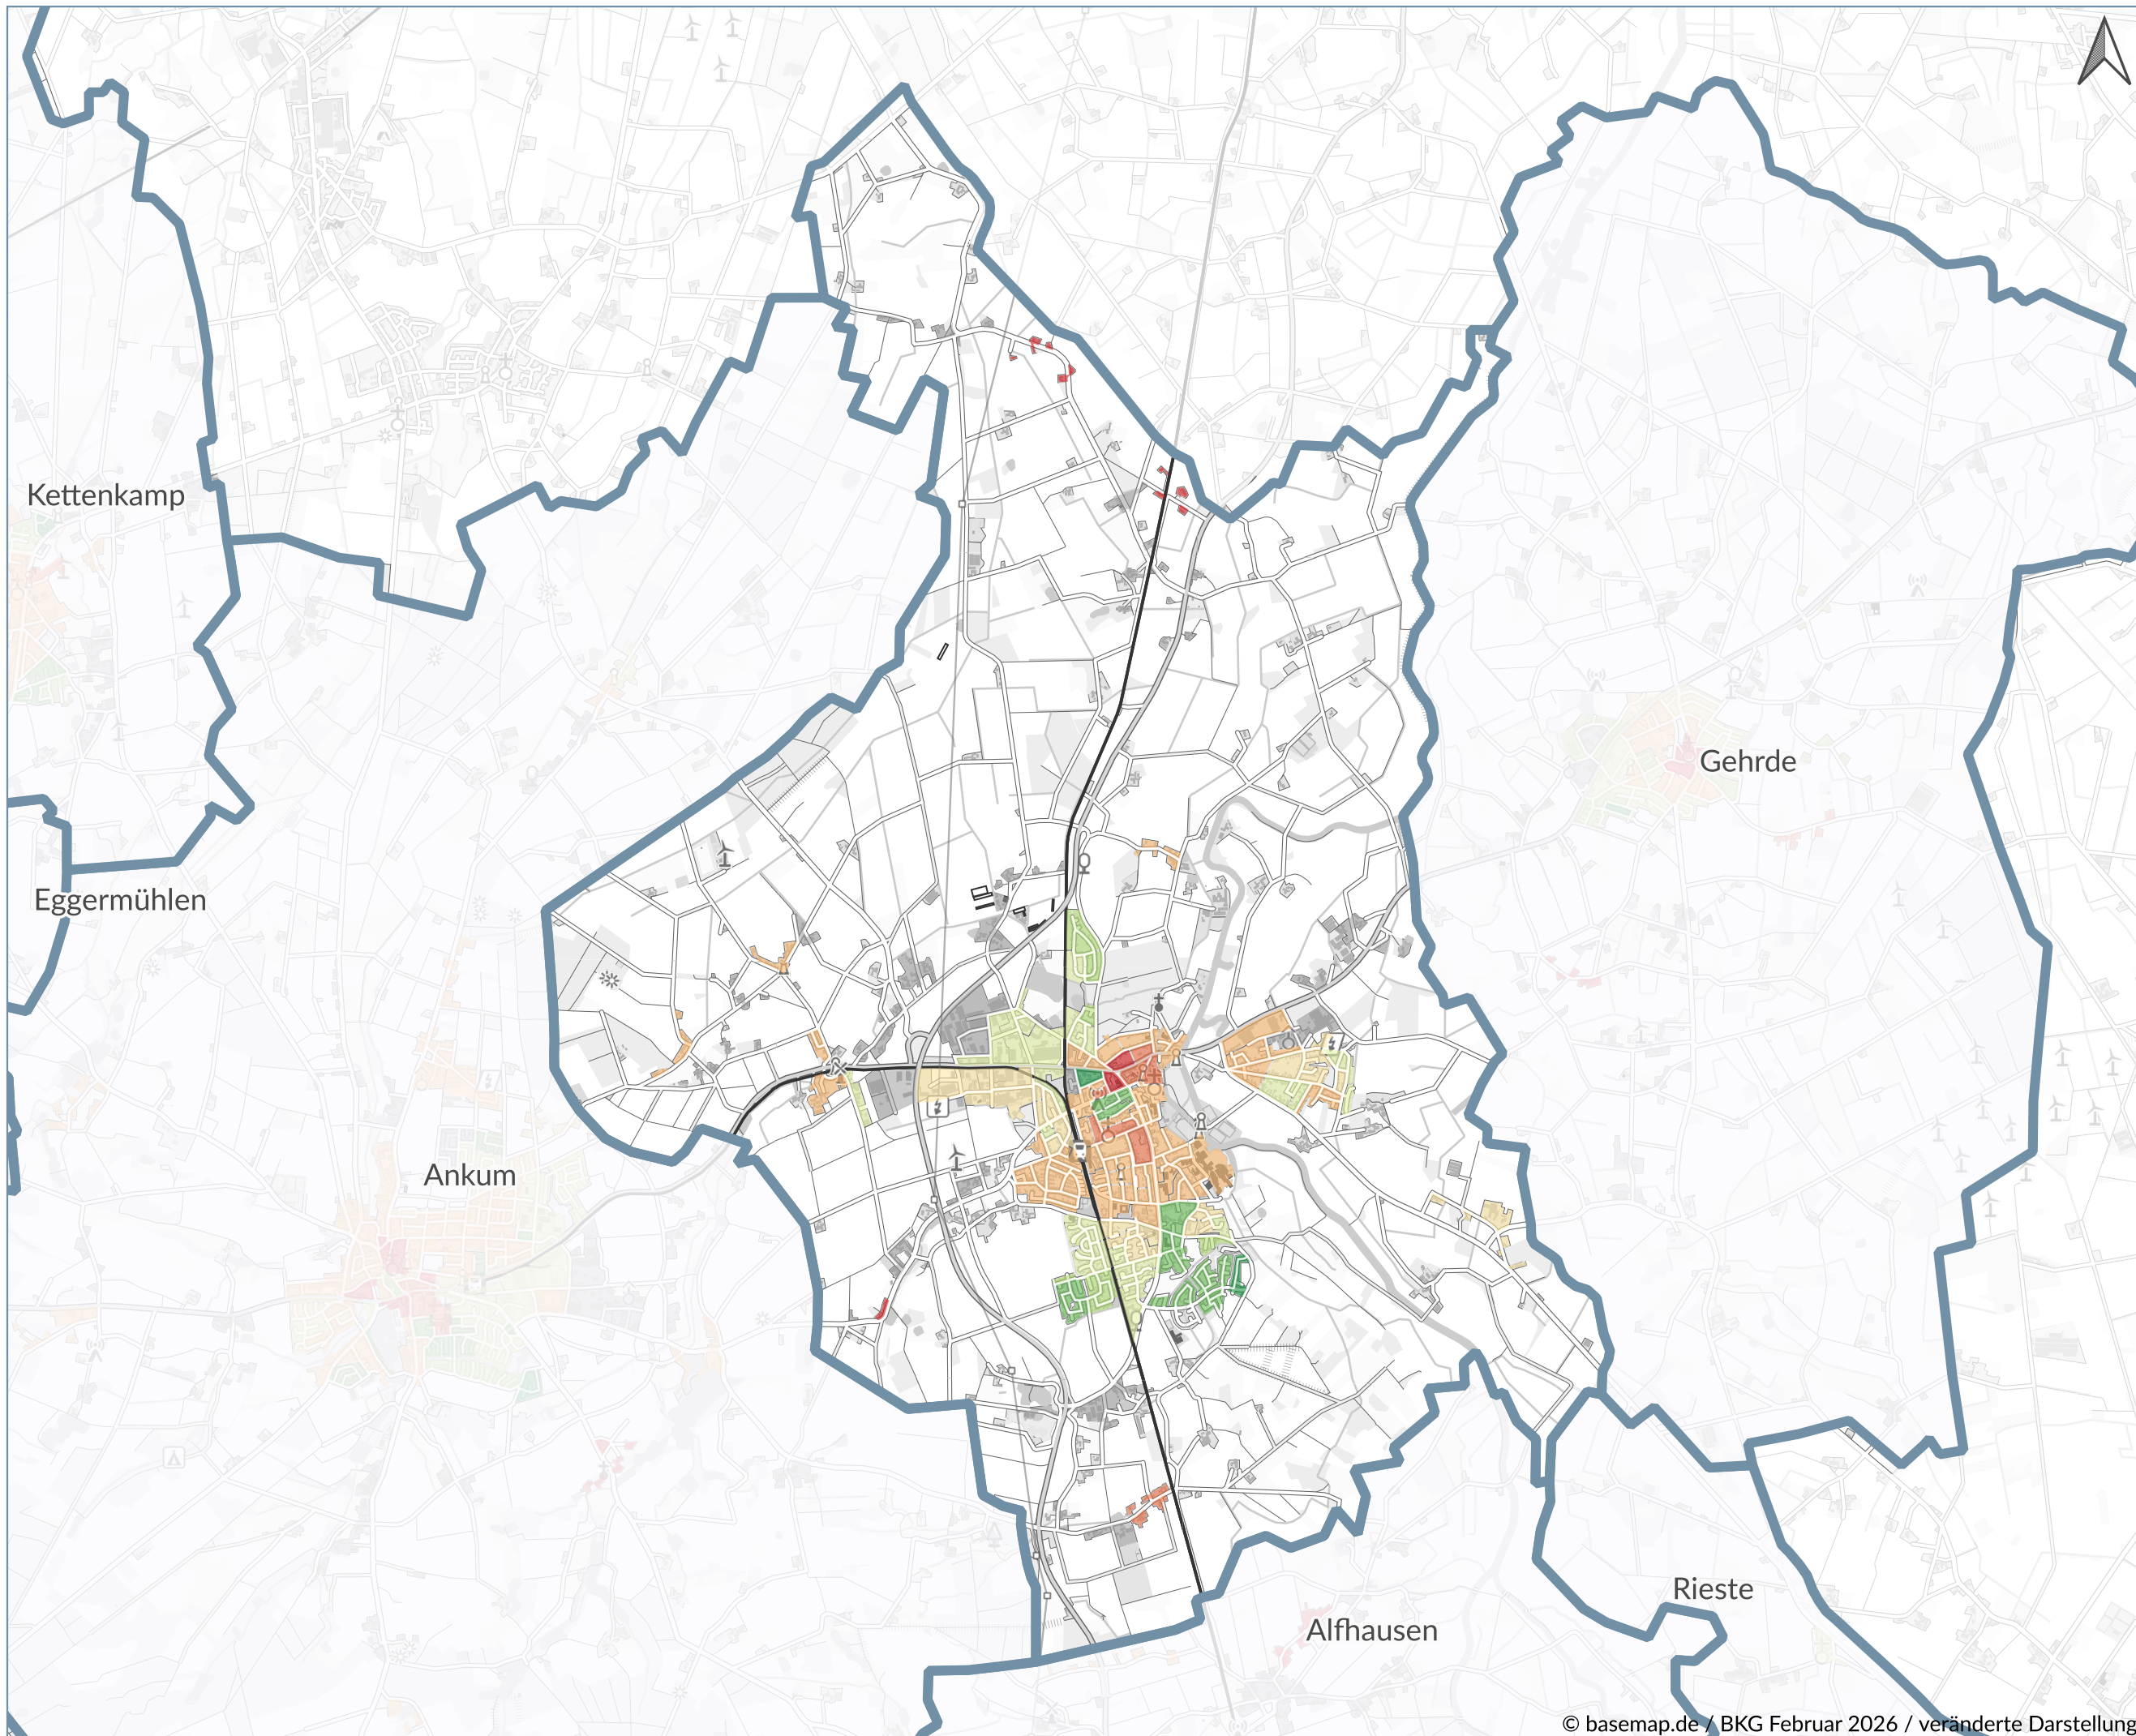 Kettenkamp
Gehrde
Eggermühlen
Ankum
Rieste
Alfhausen
© basemap.de / BKG Februar 2026 / veränderte Darstellung